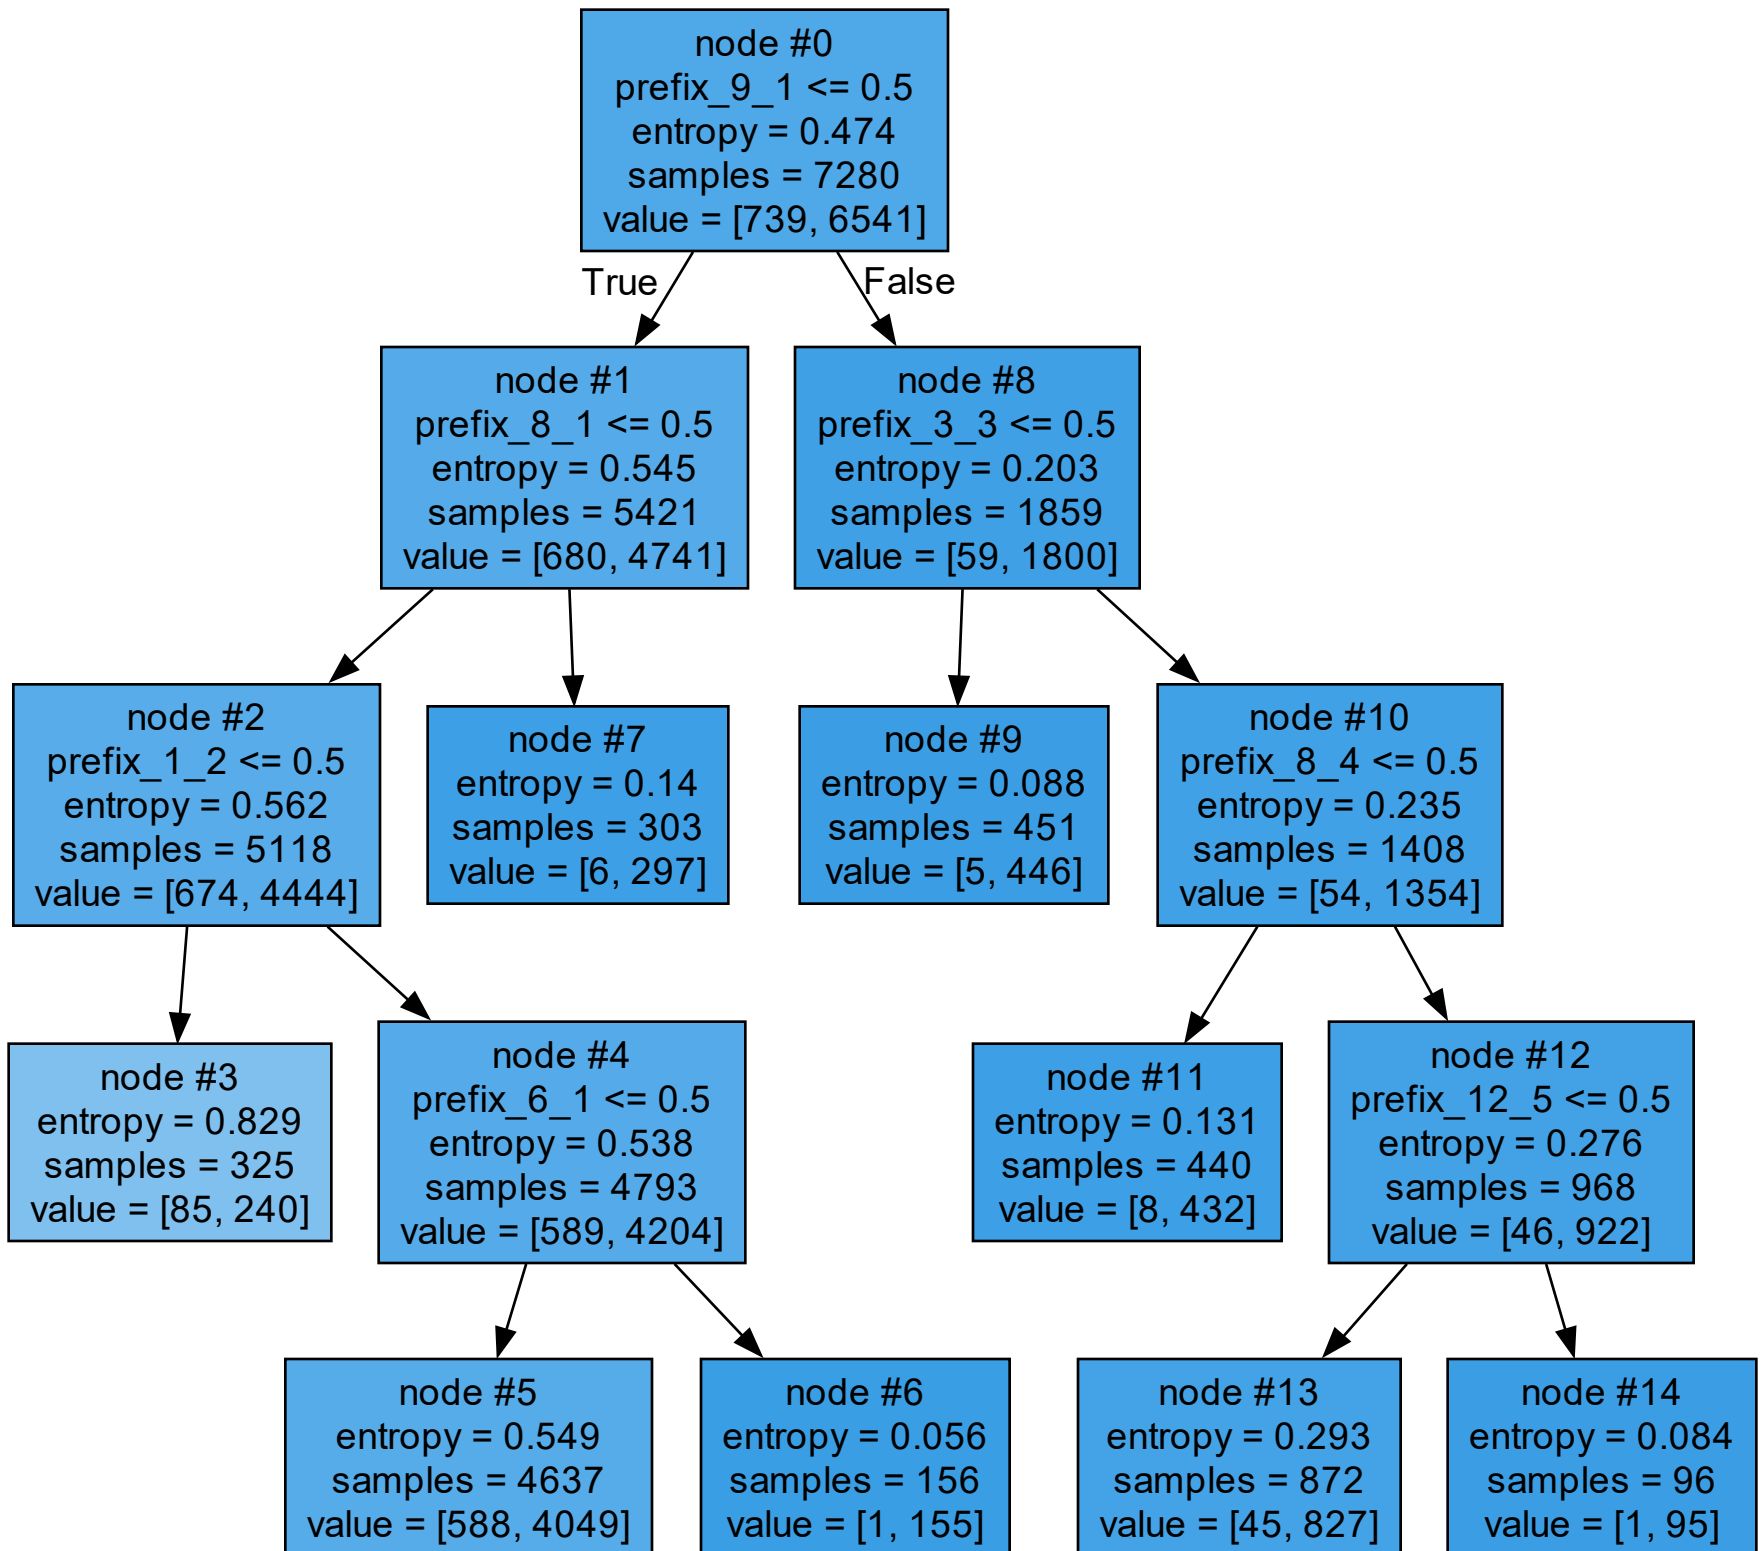 node #0
prefix_9_1 <= 0.5
entropy = 0.474
samples = 7280
value = [739, 6541]
True
False
node #1
prefix_8_1 <= 0.5
entropy = 0.545
samples = 5421
value = [680, 4741]
node #8
prefix_3_3 <= 0.5
entropy = 0.203
samples = 1859
value = [59, 1800]
node #2
prefix_1_2 <= 0.5
entropy = 0.562
samples = 5118
value = [674, 4444]
node #7
entropy = 0.14
samples = 303
value = [6, 297]
node #9
entropy = 0.088
samples = 451
value = [5, 446]
node #10
prefix_8_4 <= 0.5
entropy = 0.235
samples = 1408
value = [54, 1354]
node #3
entropy = 0.829
samples = 325
value = [85, 240]
node #4
prefix_6_1 <= 0.5
entropy = 0.538
samples = 4793
value = [589, 4204]
node #11
entropy = 0.131
samples = 440
value = [8, 432]
node #12
prefix_12_5 <= 0.5
entropy = 0.276
samples = 968
value = [46, 922]
node #5
entropy = 0.549
samples = 4637
value = [588, 4049]
node #6
entropy = 0.056
samples = 156
value = [1, 155]
node #13
entropy = 0.293
samples = 872
value = [45, 827]
node #14
entropy = 0.084
samples = 96
value = [1, 95]